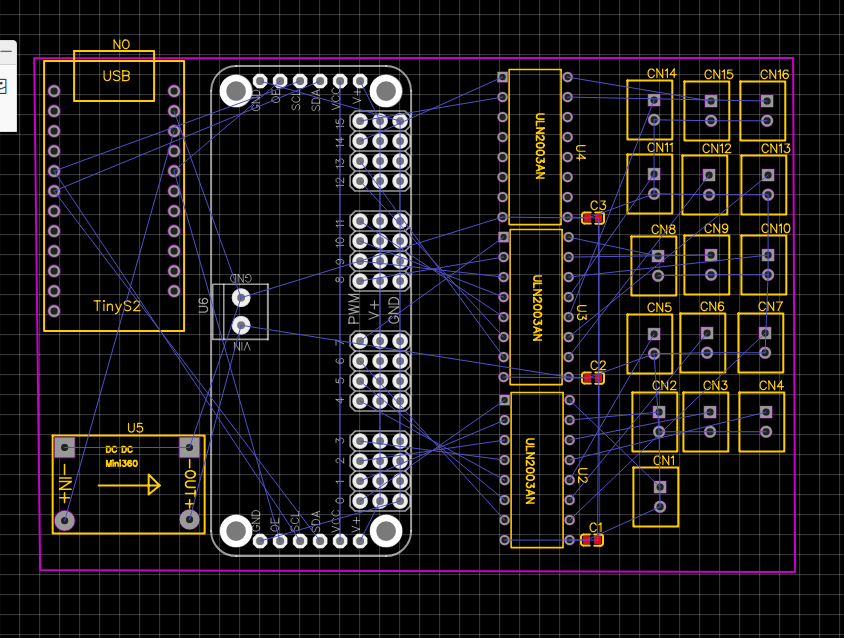 NO
USB
TinyS2
U5
DC DC
Mini360
-IN+
-OUT+
GND
OE
SCL
SDA
VCC
V+
15
14
13
12
11
10
9
8
PWM
V+
GND
7
6
5
4
3
2
1
0
GND
OE
SCL
SDA
VCC
V+
U6
GND
VIN
ULN2003AN
U4
C3
ULN2003AN
U3
C2
ULN2003AN
U2
C1
CN14
CN15
CN16
CN11
CN12
CN13
CN8
CN9
CN10
CN5
CN6
CN7
CN2
CN3
CN4
CN1